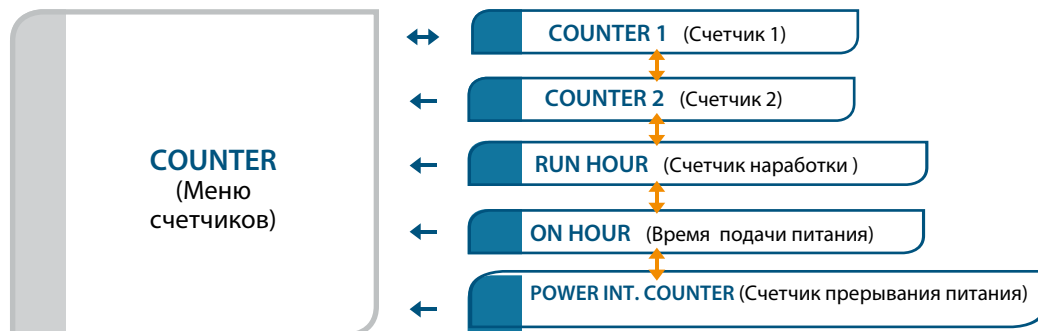 COUNTER
(Меню
счетчиков)
COUNTER 1 (Счетчик 1)
COUNTER 2 (Счетчик 2)
RUN HOUR (Счетчик наработки )
ON HOUR (Время подачи питания)
POWER INT. COUNTER (Счетчик прерывания питания)